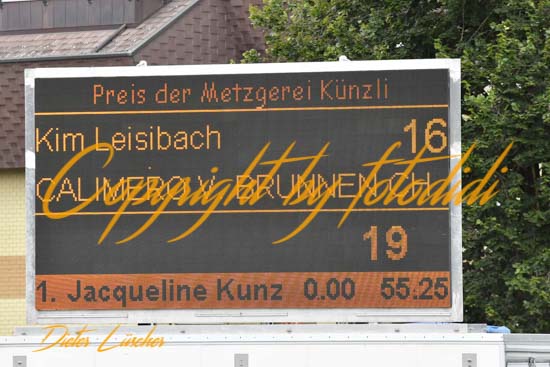 Preis der Metzgerei Künzli
Kim Leisibach 16
CALIMERO V. BRUNNEN CH
Copyright by fotodidi
19
1. Jacqueline Kunz 0.00 55.25
Dieter Lüscher